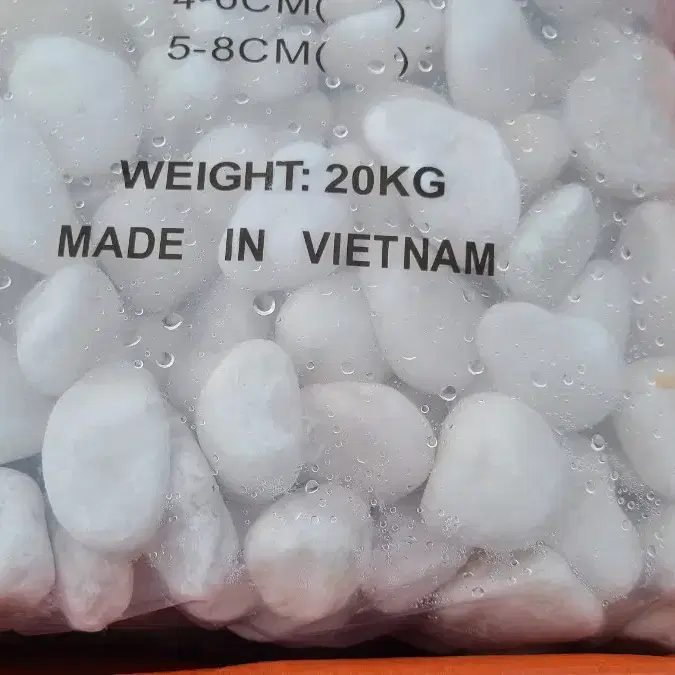 4-6CM(    )
5-8CM(    )
WEIGHT: 20KG
MADE IN VIETNAM